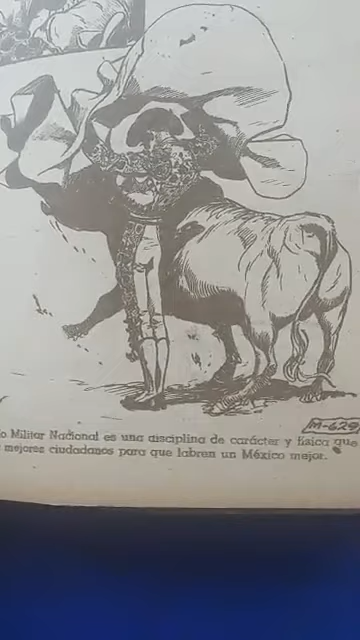 M-629
o Militar Nacional es una disciplina de carácter y física que
mejores ciudadanos para que labren un México mejor.